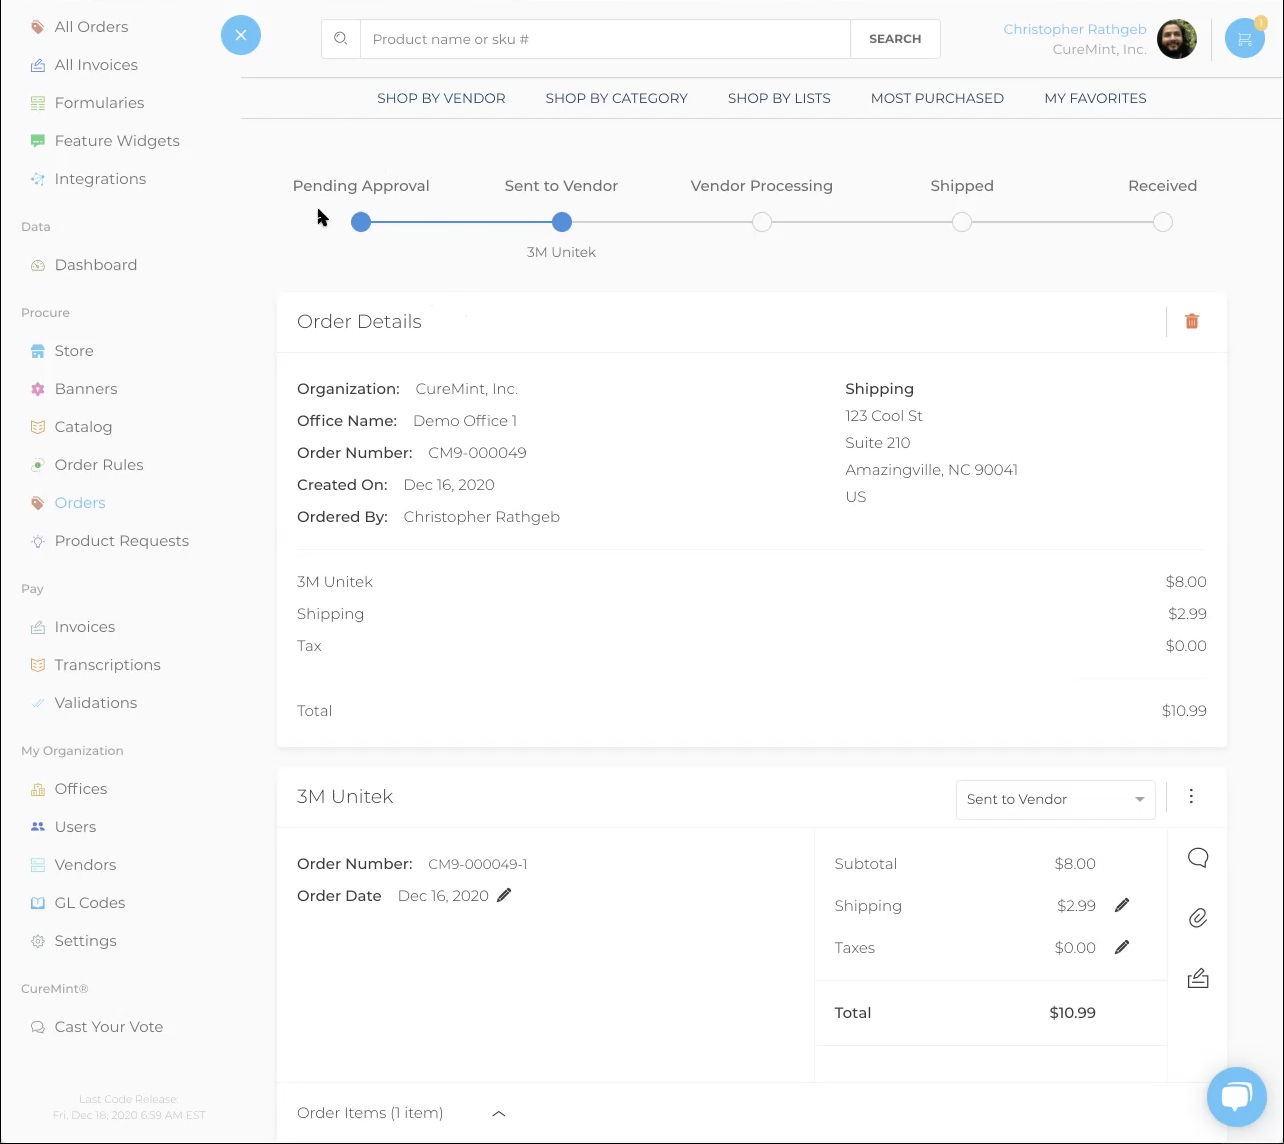 All Orders
All Invoices
Formularies
Feature Widgets
Integrations
Data
Dashboard
Procure
Store
Banners
Catalog
Order Rules
Orders
Product Requests
Pay
Invoices
Transcriptions
Validations
My Organization
Offices
Users
Vendors
GL Codes
Settings
CureMint®
Cast Your Vote
Last Code Release:
Fri, Dec 18, 2020 6:59 AM EST
Product name or sku #
SEARCH
Christopher Rathgeb
CureMint, Inc.
1
SHOP BY VENDOR SHOP BY CATEGORY SHOP BY LISTS MOST PURCHASED MY FAVORITES
Pending Approval Sent to Vendor Vendor Processing Shipped Received
3M Unitek
Order Details
Organization: CureMint, Inc.
Office Name: Demo Office 1
Order Number: CM9-000049
Created On: Dec 16, 2020
Ordered By: Christopher Rathgeb
Shipping
123 Cool St
Suite 210
Amazingville, NC 90041
US
3M Unitek $8.00
Shipping $2.99
Tax $0.00
Total $10.99
3M Unitek
Sent to Vendor
Order Number: CM9-000049-1
Order Date Dec 16, 2020
Subtotal $8.00
Shipping $2.99
Taxes $0.00
Total $10.99
Order Items (1 item)